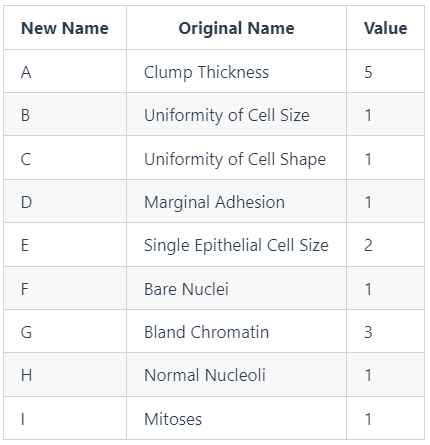 New Name Original Name Value
A Clump Thickness 5
B Uniformity of Cell Size 1
C Uniformity of Cell Shape 1
D Marginal Adhesion 1
E Single Epithelial Cell Size 2
F Bare Nuclei 1
G Bland Chromatin 3
H Normal Nucleoli 1
I Mitoses 1